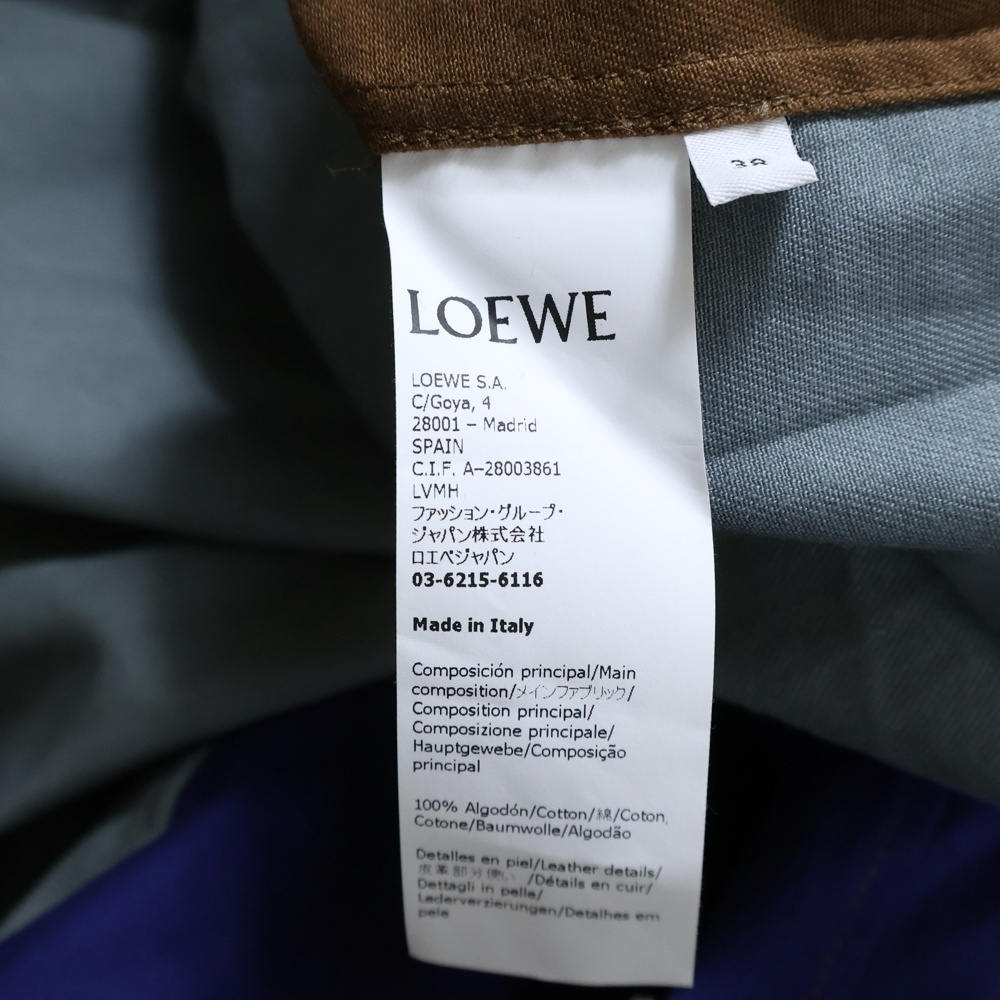 38
LOEWE
LOEWE S.A.
C/Goya, 4
28001 – Madrid
SPAIN
C.I.F. A–28003861
LVMH
ファッション・グループ・
ジャパン株式会社
ロエベジャパン
03-6215-6116
Made in Italy
Composición principal/Main
composition/メインファブリック/
Composition principal/
Composizione principale/
Hauptgewebe/Composição
principal
100% Algodón/Cotton/綿/Coton,
Cotone/Baumwolle/Algodão
Detalles en piel/Leather details/
皮革部分使い /Détails en cuir/
Dettagli in pelle/
Lederverzierungen/Detalhes em
pele